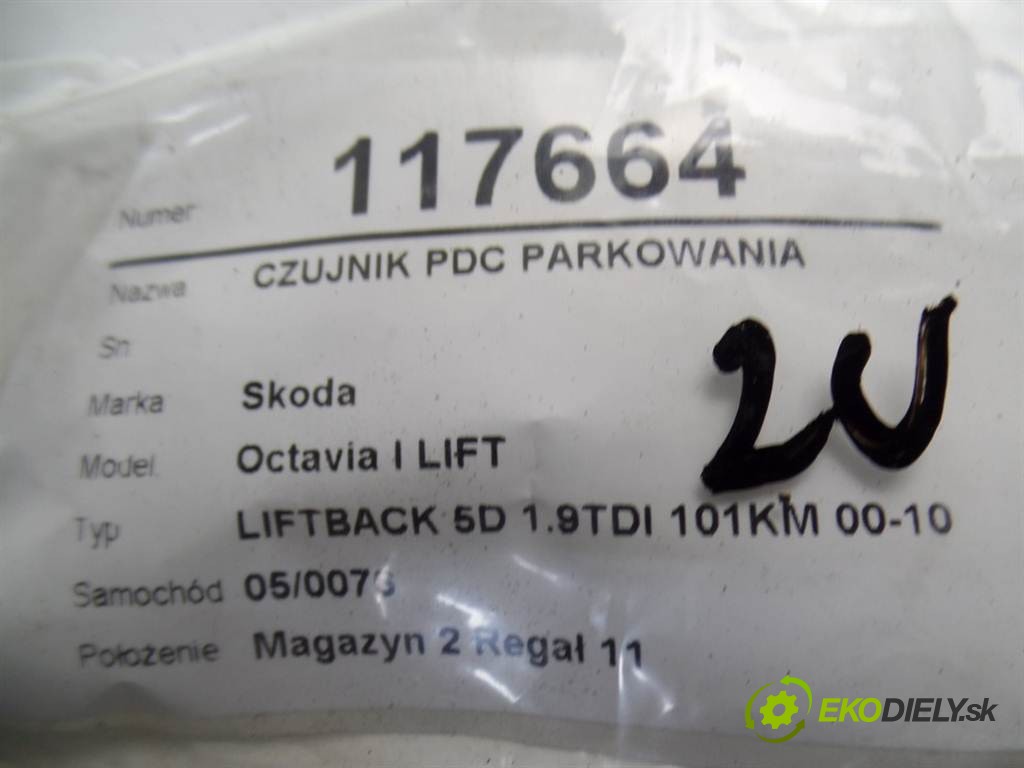 Numer 117664
Nazwa CZUJNIK PDC PARKOWANIA
Sn
Marka Skoda
Model Octavia I LIFT
Typ LIFTBACK 5D 1.9TDI 101KM 00-10
Samochód
Położenie Magazyn 2 Regał 11
EKODIELY.sk